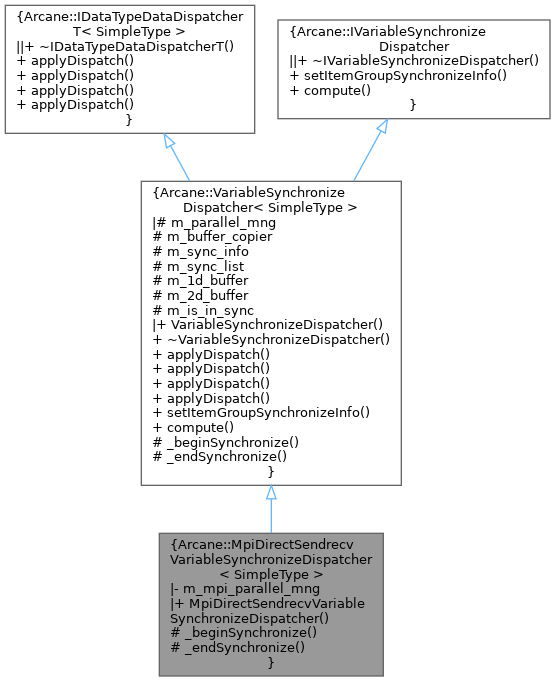 {Arcane::IDataTypeDataDispatcher
T< SimpleType >
||+ ~IDataTypeDataDispatcherT()
+ applyDispatch()
+ applyDispatch()
+ applyDispatch()
+ applyDispatch()
}
{Arcane::IVariableSynchronize
Dispatcher
||+ ~IVariableSynchronizeDispatcher()
+ setItemGroupSynchronizeInfo()
+ compute()
}
{Arcane::VariableSynchronize
Dispatcher< SimpleType >
|# m_parallel_mng
# m_buffer_copier
# m_sync_info
# m_sync_list
# m_1d_buffer
# m_2d_buffer
# m_is_in_sync
|+ VariableSynchronizeDispatcher()
+ ~VariableSynchronizeDispatcher()
+ applyDispatch()
+ applyDispatch()
+ applyDispatch()
+ applyDispatch()
+ setItemGroupSynchronizeInfo()
+ compute()
# _beginSynchronize()
# _endSynchronize()
}
{Arcane::MpiDirectSendrecv
VariableSynchronizeDispatcher
< SimpleType >
|- m_mpi_parallel_mng
|+ MpiDirectSendrecvVariable
SynchronizeDispatcher()
# _beginSynchronize()
# _endSynchronize()
}